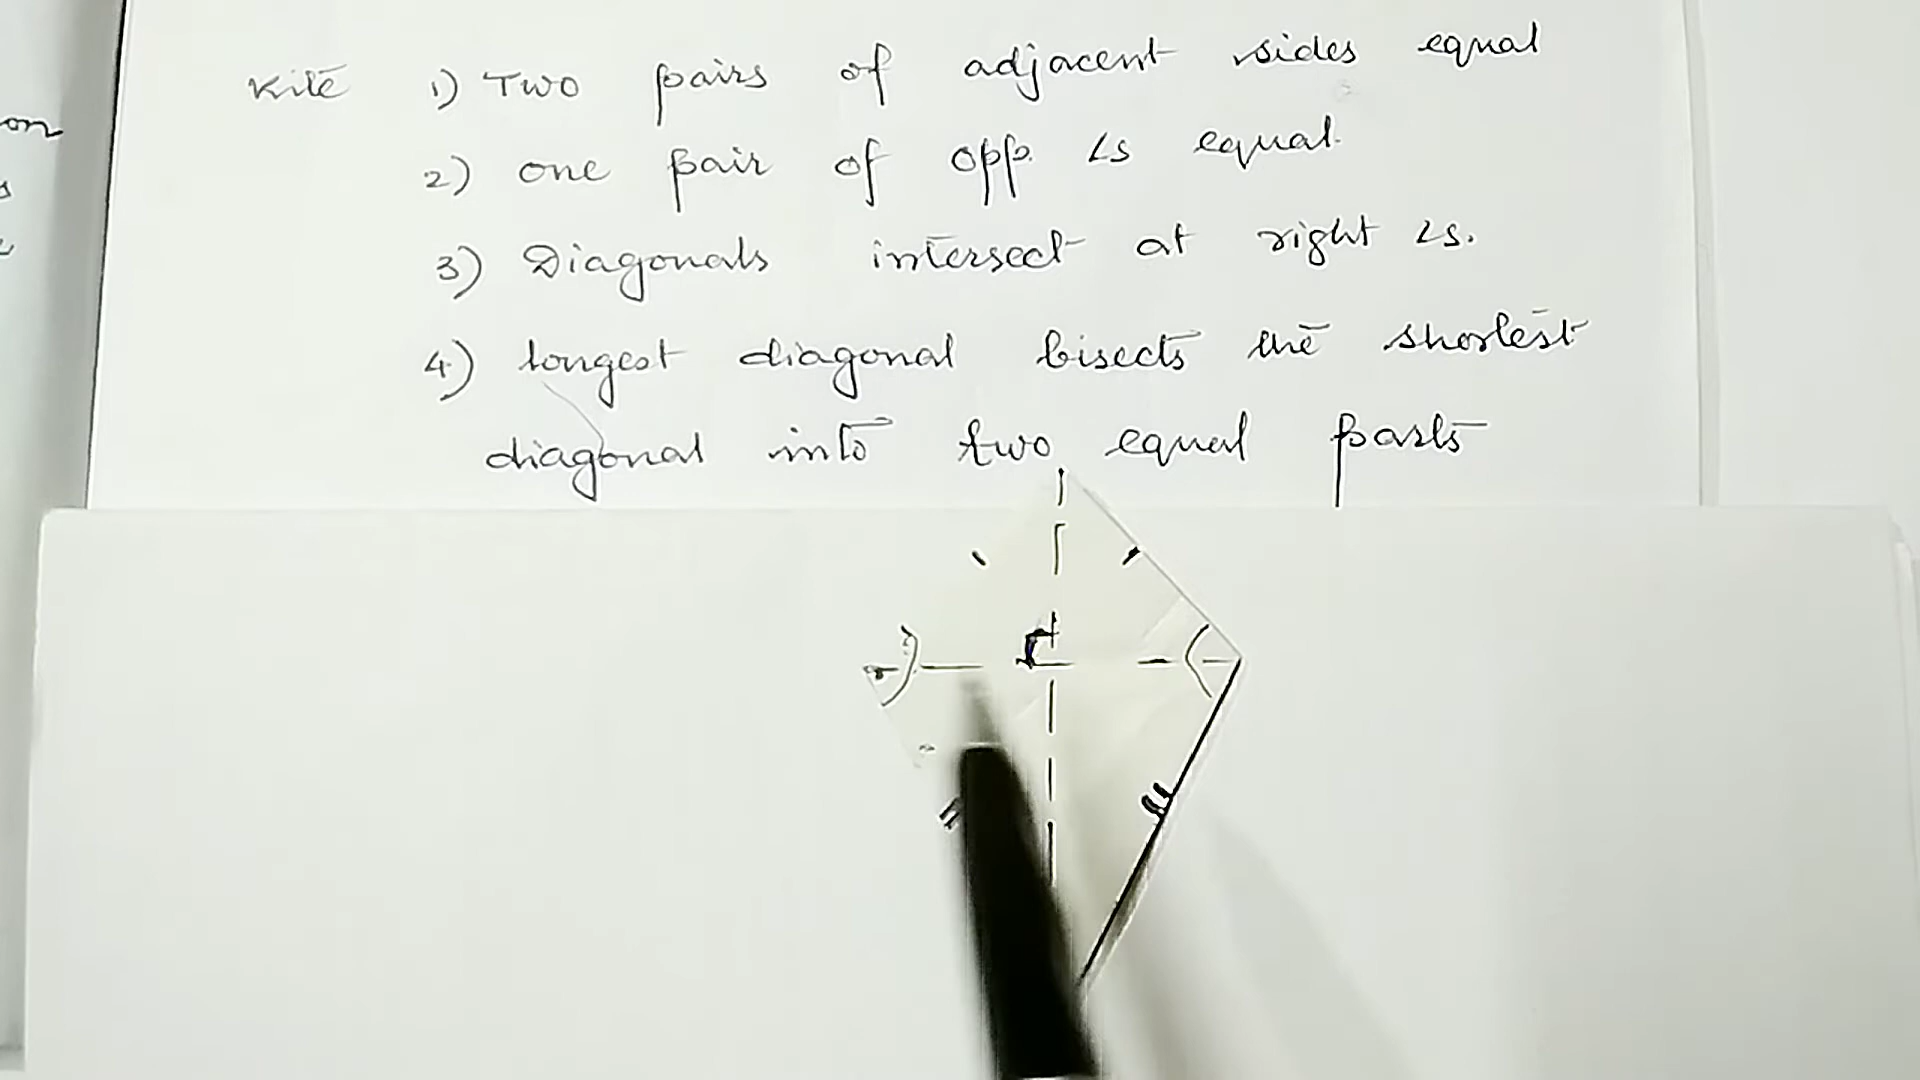 Kite 1) Two pairs of adjacent sides equal
2) one pair of opp. ∠s equal.
3) Diagonals intersect at right ∠s.
4) longest diagonal bisects the shortest
diagonal into two equal parts